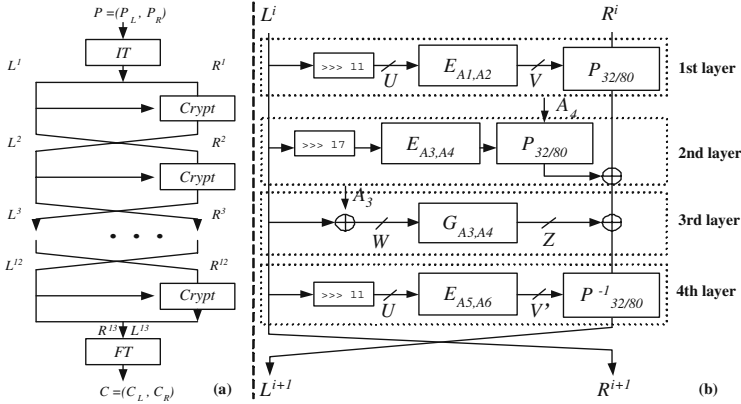 P=(P_L, P_R)
IT
L^1 R^1
Crypt
L^2 R^2
Crypt
L^3 R^3
• • •
L^12 R^12
Crypt
R^13 L^13
FT
C=(C_L, C_R) (a)
L^i R^i
>>> 11 U E_A1,A2 V P_32/80 1st layer
A_4
>>> 17 E_A3,A4 P_32/80 2nd layer
A_3
W G_A3,A4 Z 3rd layer
>>> 11 U E_A5,A6 V' P^-1_32/80 4th layer
L^i+1 R^i+1 (b)